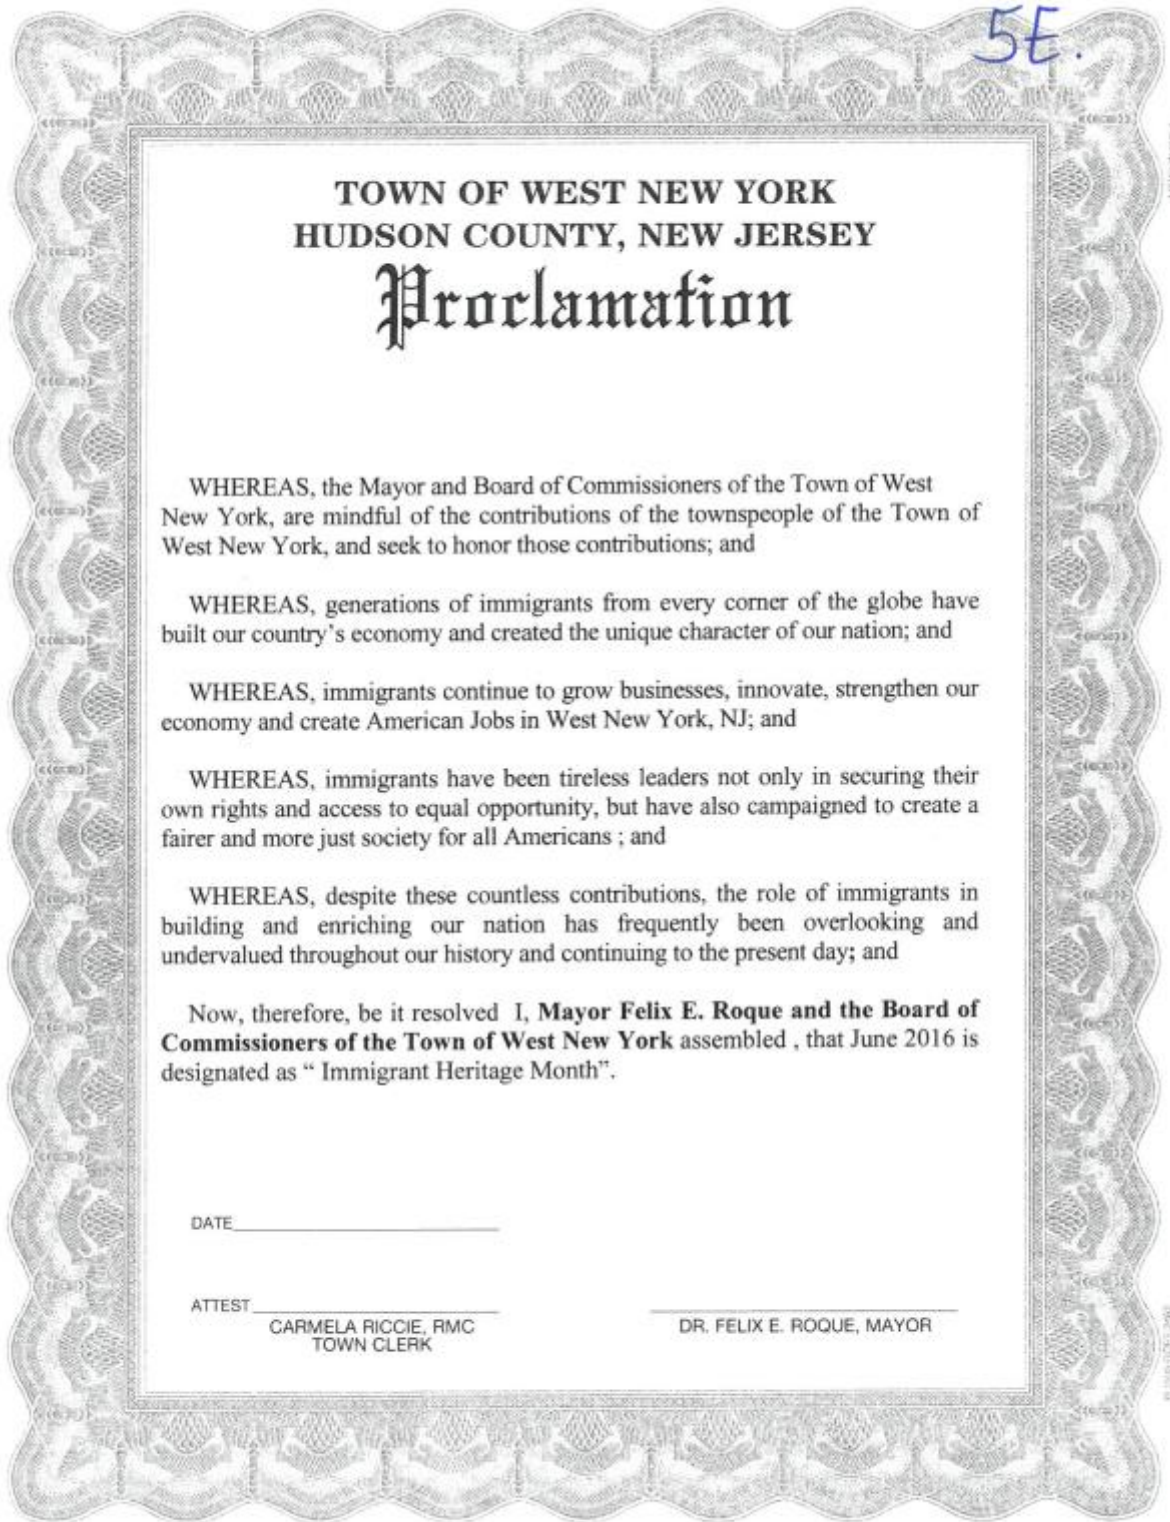 5E.
TOWN OF WEST NEW YORK
HUDSON COUNTY, NEW JERSEY
Proclamation
WHEREAS, the Mayor and Board of Commissioners of the Town of West
New York, are mindful of the contributions of the townspeople of the Town of
West New York, and seek to honor those contributions; and
WHEREAS, generations of immigrants from every corner of the globe have
built our country's economy and created the unique character of our nation; and
WHEREAS, immigrants continue to grow businesses, innovate, strengthen our
economy and create American Jobs in West New York, NJ; and
WHEREAS, immigrants have been tireless leaders not only in securing their
own rights and access to equal opportunity, but have also campaigned to create a
fairer and more just society for all Americans ; and
WHEREAS, despite these countless contributions, the role of immigrants in
building and enriching our nation has frequently been overlooking and
undervalued throughout our history and continuing to the present day; and
Now, therefore, be it resolved I, Mayor Felix E. Roque and the Board of
Commissioners of the Town of West New York assembled , that June 2016 is
designated as “ Immigrant Heritage Month”.
DATE
ATTEST
CARMELA RICCIE, RMC
TOWN CLERK
DR. FELIX E. ROQUE, MAYOR